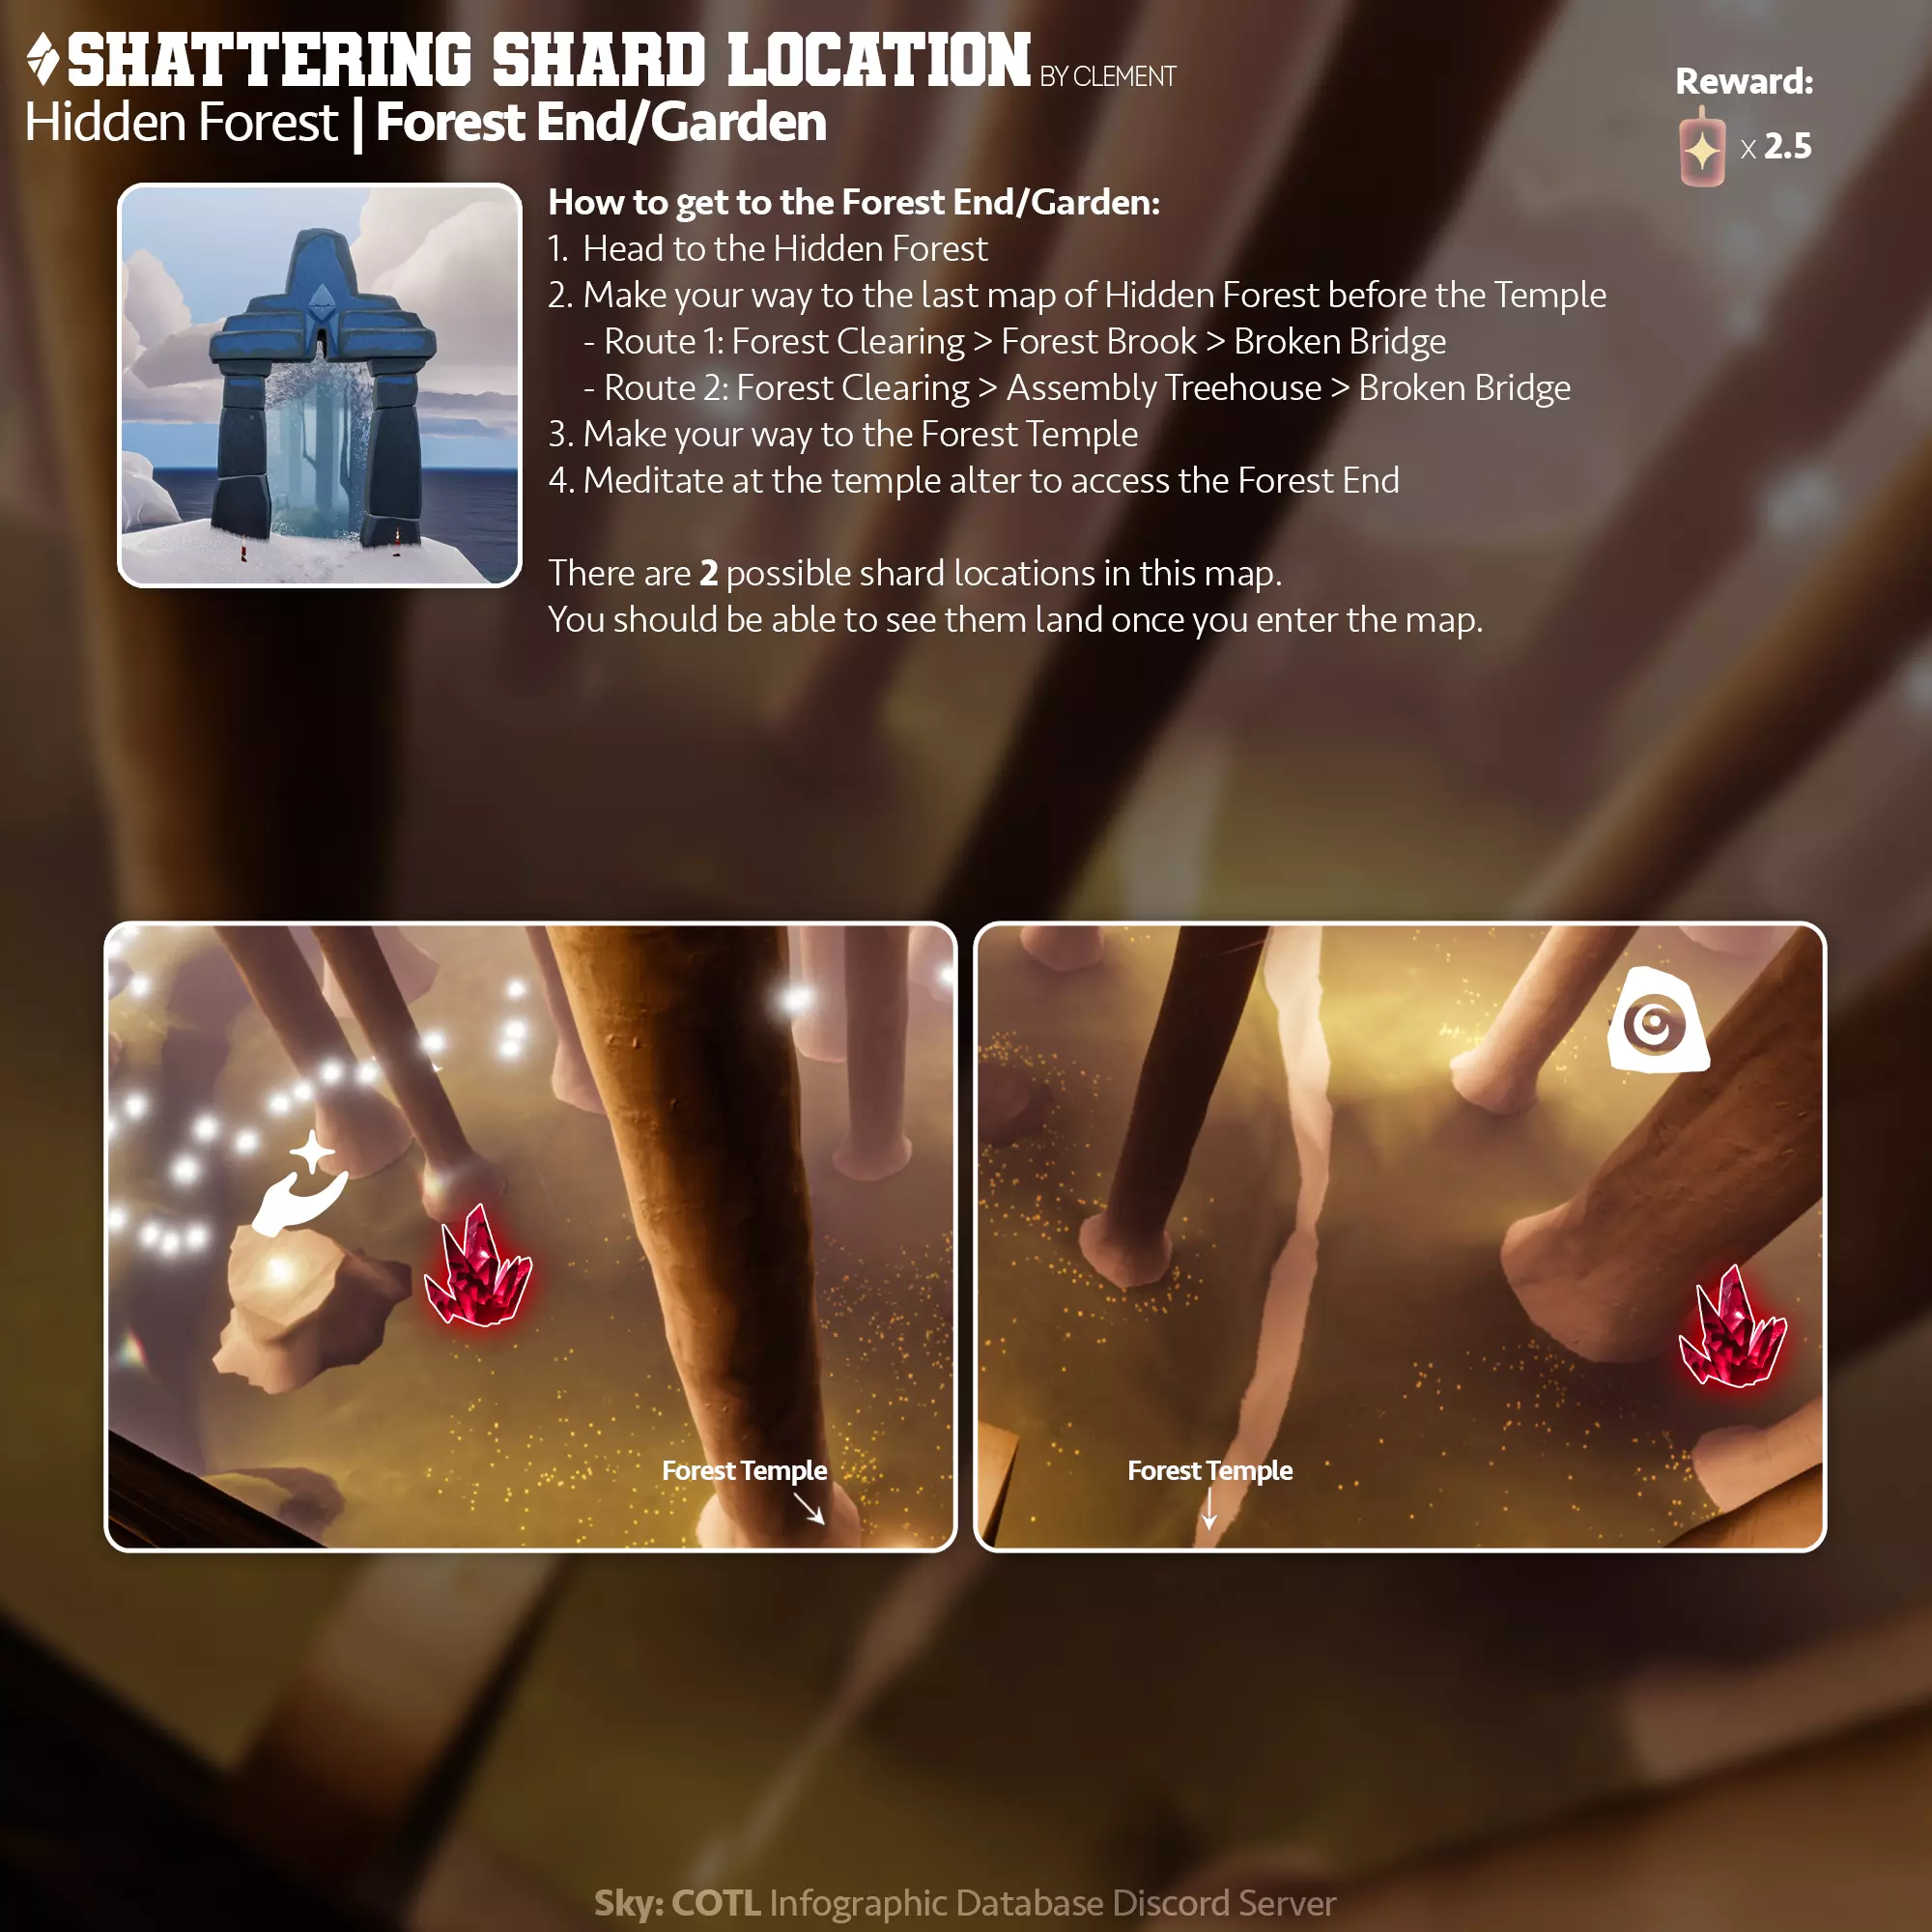 SHATTERING SHARD LOCATION BY CLEMENT
Hidden Forest | Forest End/Garden
Reward:
x 2.5
How to get to the Forest End/Garden:
1. Head to the Hidden Forest
2. Make your way to the last map of Hidden Forest before the Temple
- Route 1: Forest Clearing > Forest Brook > Broken Bridge
- Route 2: Forest Clearing > Assembly Treehouse > Broken Bridge
3. Make your way to the Forest Temple
4. Meditate at the temple alter to access the Forest End
There are 2 possible shard locations in this map.
You should be able to see them land once you enter the map.
Forest Temple
Forest Temple
Sky: COTL Infographic Database Discord Server